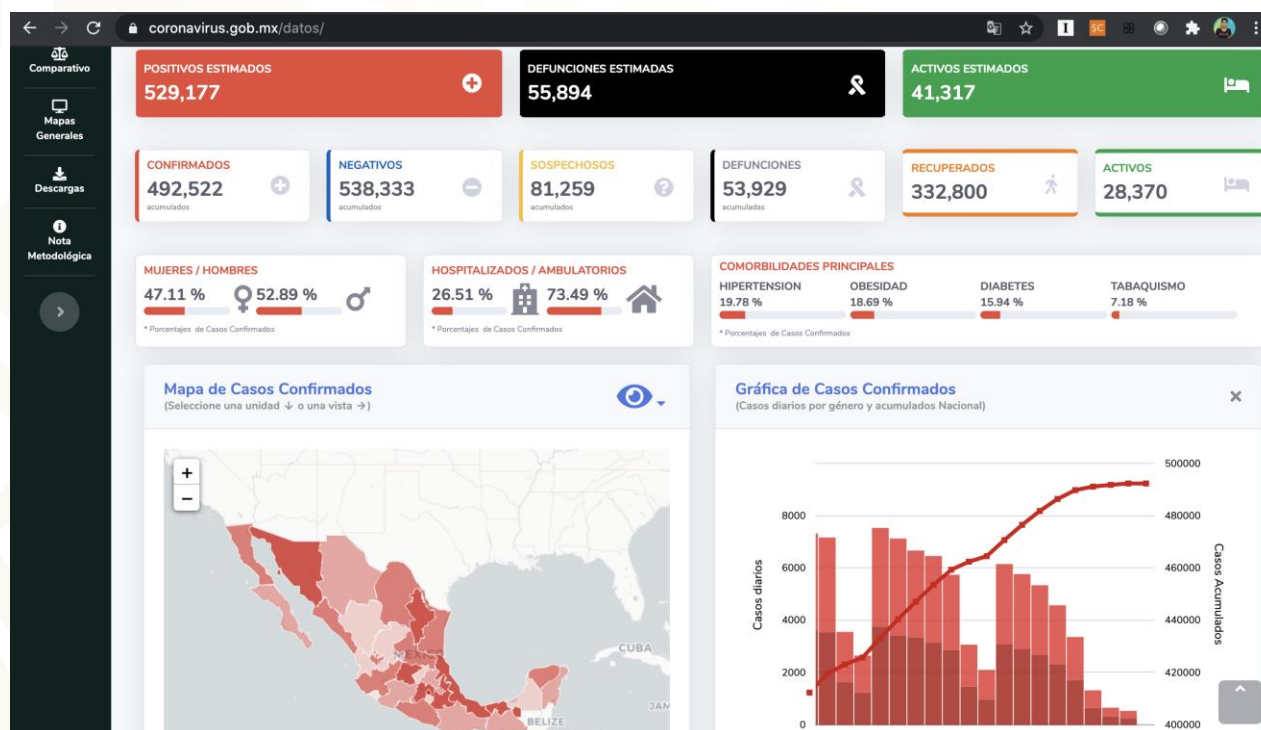 coronavirus.gob.mx/datos/
I
SC
Comparativo
Mapas
Generales
Descargas
Nota
Metodológica
POSITIVOS ESTIMADOS
529,177
DEFUNCIONES ESTIMADAS
55,894
ACTIVOS ESTIMADOS
41,317
CONFIRMADOS
492,522
acumulados
NEGATIVOS
538,333
acumulados
SOSPECHOSOS
81,259
acumulados
DEFUNCIONES
53,929
acumuladas
RECUPERADOS
332,800
ACTIVOS
28,370
MUJERES / HOMBRES
47.11 % 52.89 %
* Porcentajes de Casos Confirmados
HOSPITALIZADOS / AMBULATORIOS
26.51 % 73.49 %
* Porcentajes de Casos Confirmados
COMORBILIDADES PRINCIPALES
HIPERTENSION OBESIDAD DIABETES TABAQUISMO
19.78 % 18.69 % 15.94 % 7.18 %
* Porcentajes de Casos Confirmados
Mapa de Casos Confirmados
(Seleccione una unidad ↓ o una vista →)
+
−
MÉXICO
CUBA
JAM
BELIZE
Gráfica de Casos Confirmados
(Casos diarios por género y acumulados Nacional)
Casos diarios
8000
6000
4000
2000
0
500000
480000
460000
440000
420000
400000
Casos Acumulados